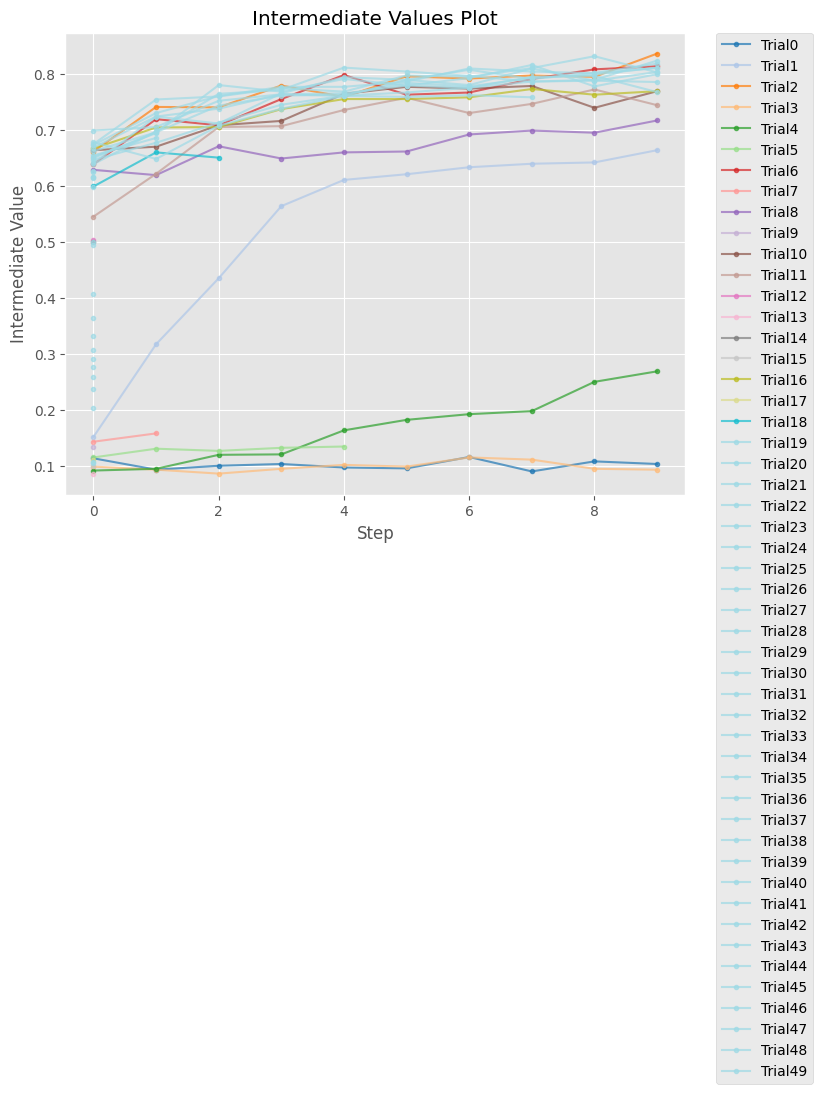 Intermediate Values Plot
Intermediate Value
0.8
0.7
0.6
0.5
0.4
0.3
0.2
0.1
0 2 4 6 8
Step
Trial0
Trial1
Trial2
Trial3
Trial4
Trial5
Trial6
Trial7
Trial8
Trial9
Trial10
Trial11
Trial12
Trial13
Trial14
Trial15
Trial16
Trial17
Trial18
Trial19
Trial20
Trial21
Trial22
Trial23
Trial24
Trial25
Trial26
Trial27
Trial28
Trial29
Trial30
Trial31
Trial32
Trial33
Trial34
Trial35
Trial36
Trial37
Trial38
Trial39
Trial40
Trial41
Trial42
Trial43
Trial44
Trial45
Trial46
Trial47
Trial48
Trial49